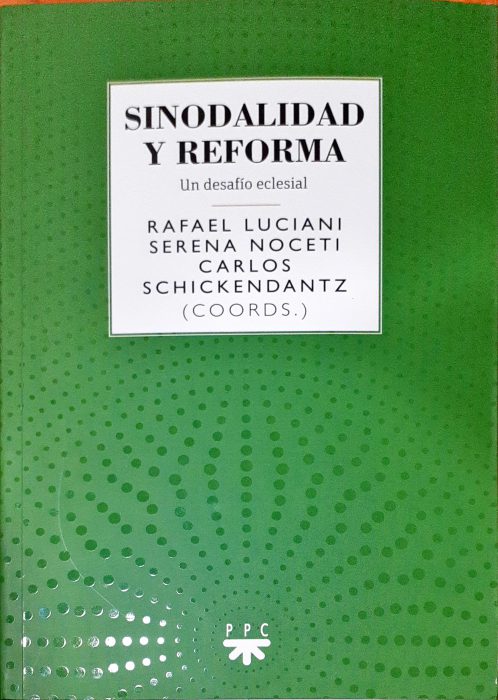 SINODALIDAD
Y REFORMA
Un desafío eclesial
RAFAEL LUCIANI
SERENA NOCETI
CARLOS
SCHICKENDANTZ
(COORDS.)
PPC